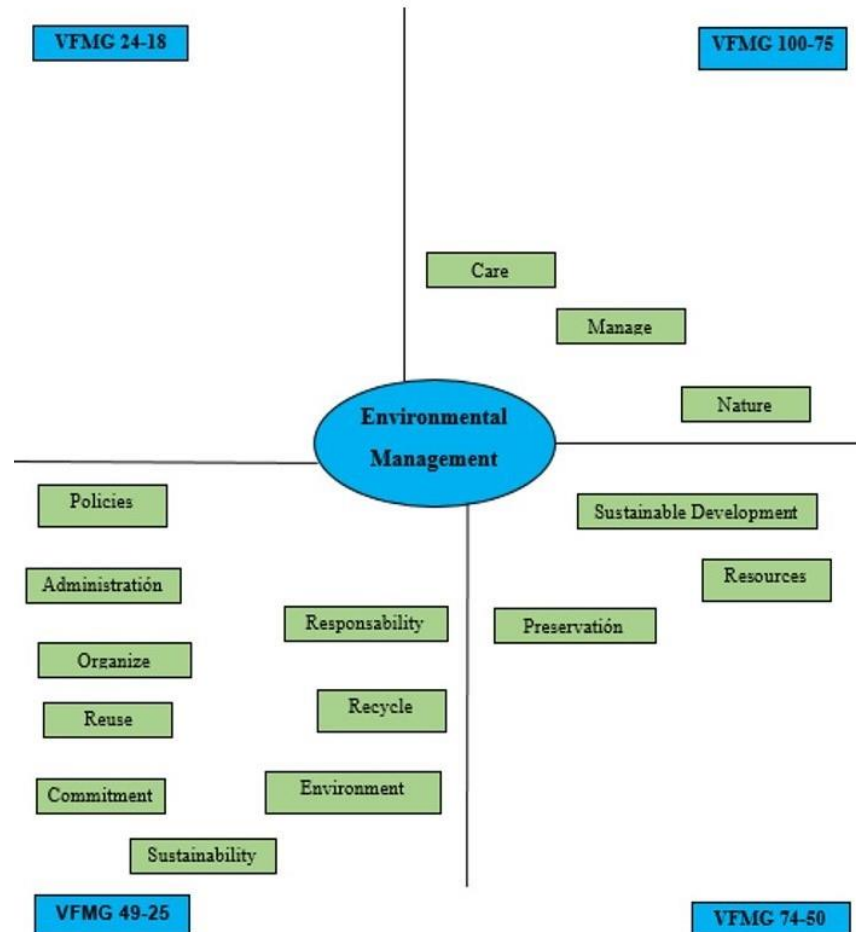 VFMG 24-18
VFMG 100-75
Care
Manage
Nature
Environmental
Management
Policies
Administratión
Organize
Reuse
Commitment
Sustainability
Responsability
Recycle
Environment
Sustainable Development
Resources
Preservatión
VFMG 49-25
VFMG 74-50